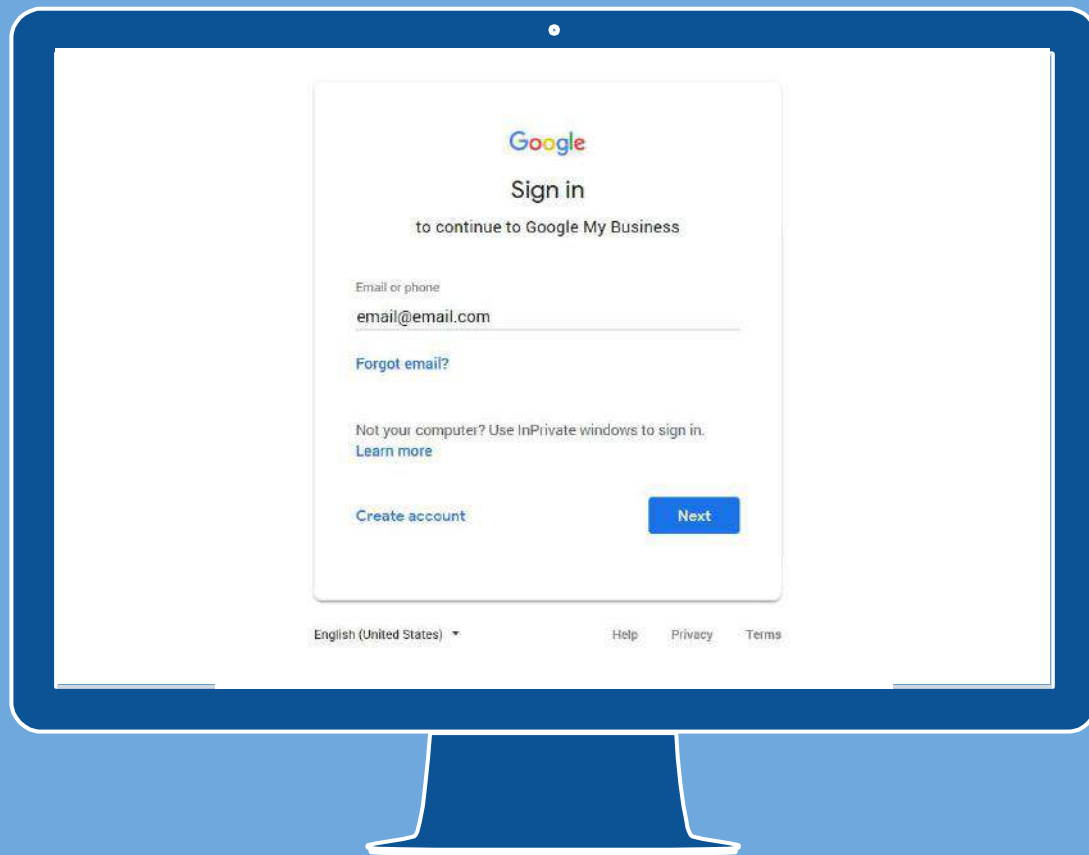 Google
Sign in
to continue to Google My Business
Email or phone
email@email.com
Forgot email?
Not your computer? Use InPrivate windows to sign in.
Learn more
Create account
Next
English (United States)
Help Privacy Terms